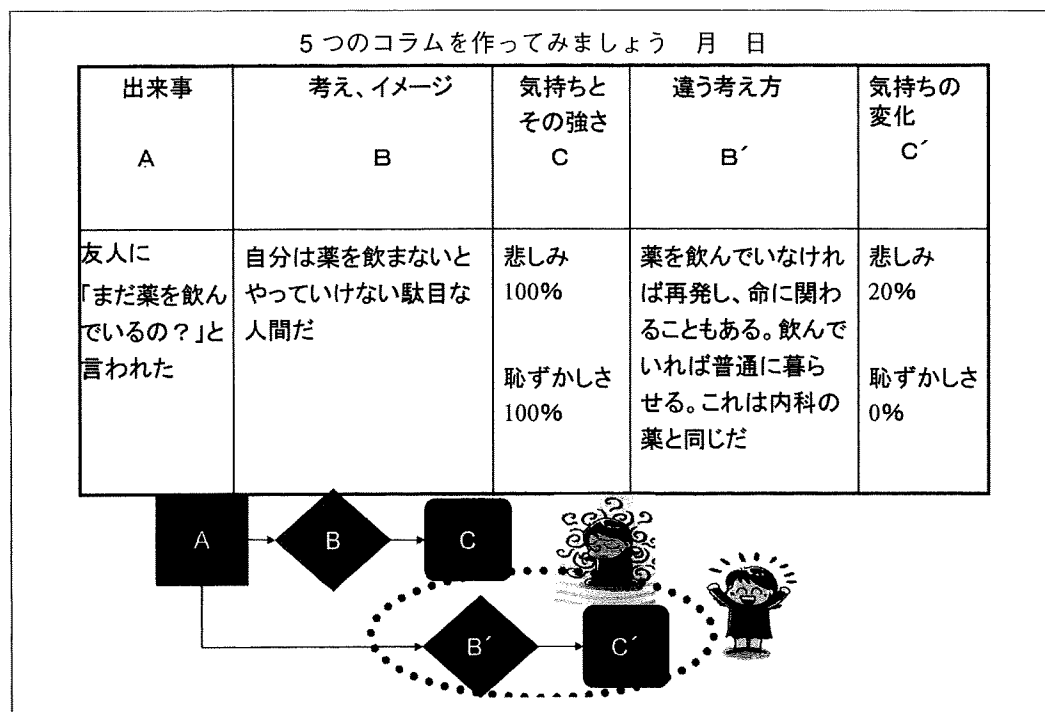 5つのコラムを作ってみましょう 月 日
出来事
A
考え、イメージ
B
気持ちと
その強さ
C
違う考え方
B´
気持ちの
変化
C´
友人に
「まだ薬を飲ん
でいるの？」と
言われた
自分は薬を飲まないと
やっていけない駄目な
人間だ
悲しみ
100%
恥ずかしさ
100%
薬を飲んでいなけれ
ば再発し、命に関わ
ることもある。飲んで
いれば普通に暮ら
せる。これは内科の
薬と同じだ
悲しみ
20%
恥ずかしさ
0%
A
B
C
B´
C´